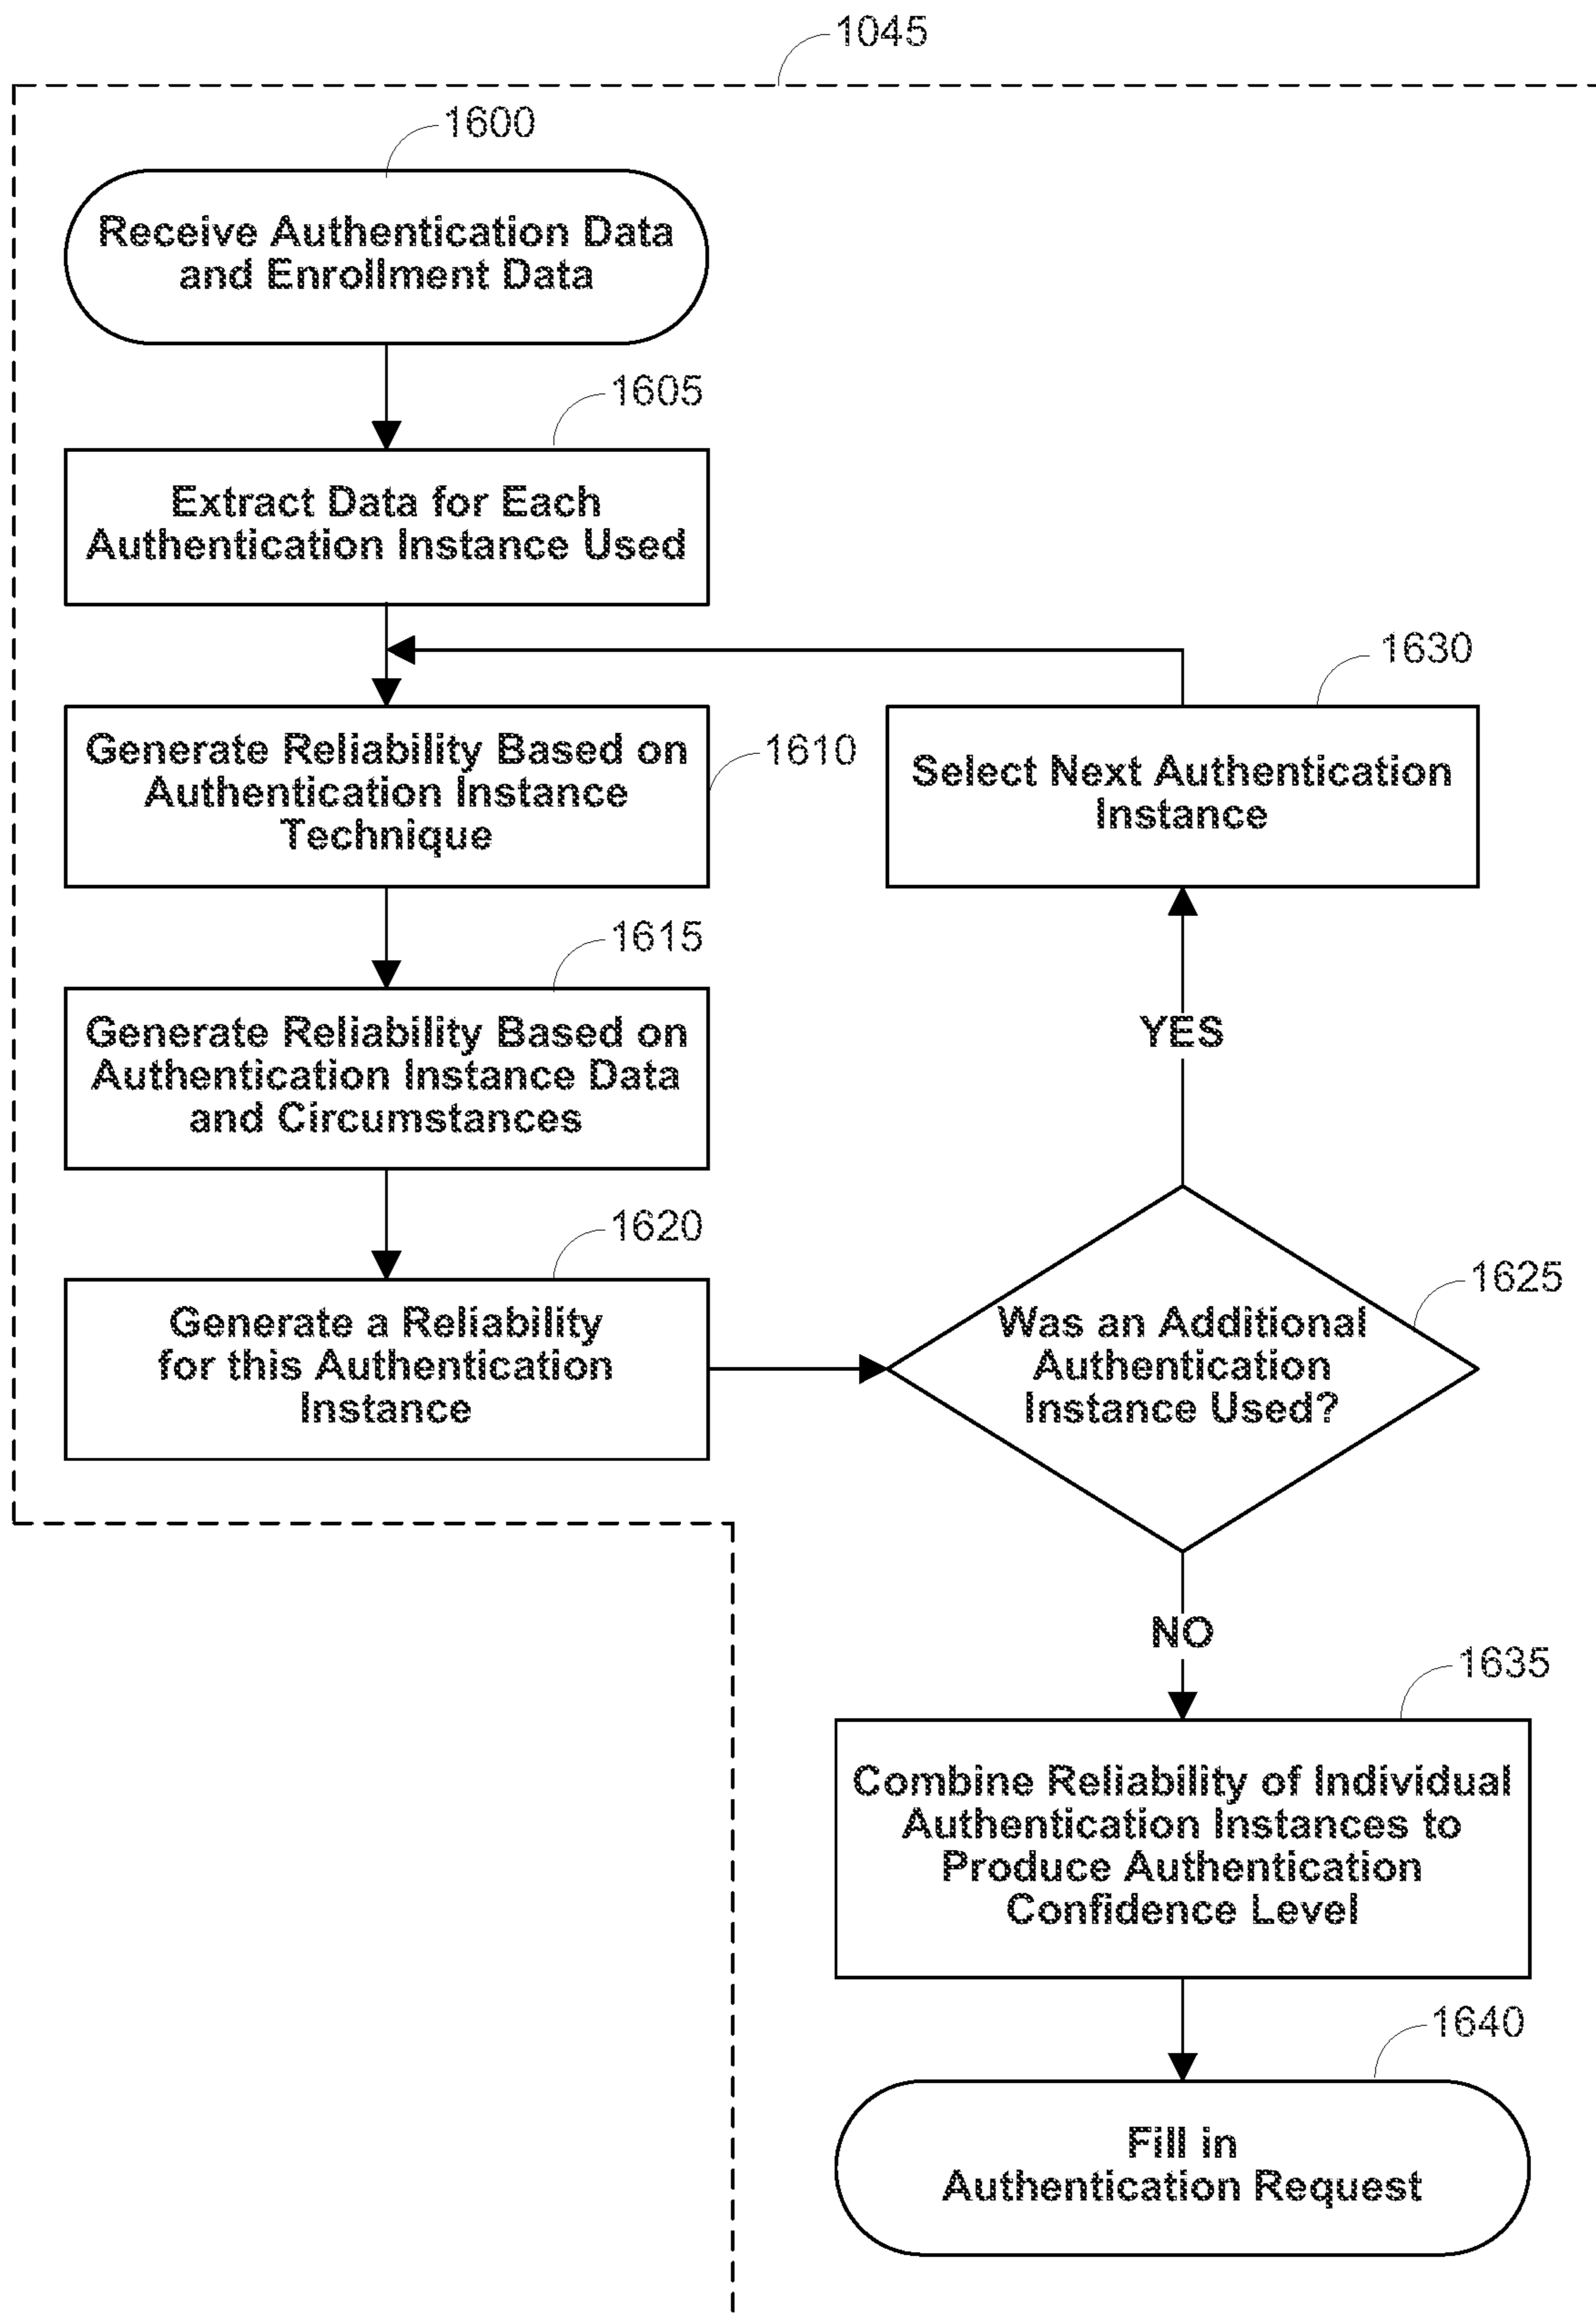 1045
1600
Receive Authentication Data
and Enrollment Data
1605
Extract Data for Each
Authentication Instance Used
1630
Generate Reliability Based on
Authentication Instance
Technique
1610
Select Next Authentication
Instance
1615
Generate Reliability Based on
Authentication Instance Data
and Circumstances
YES
1620
Generate a Reliability
for this Authentication
Instance
1625
Was an Additional
Authentication
Instance Used?
NO
1635
Combine Reliability of Individual
Authentication Instances to
Produce Authentication
Confidence Level
1640
Fill in
Authentication Request